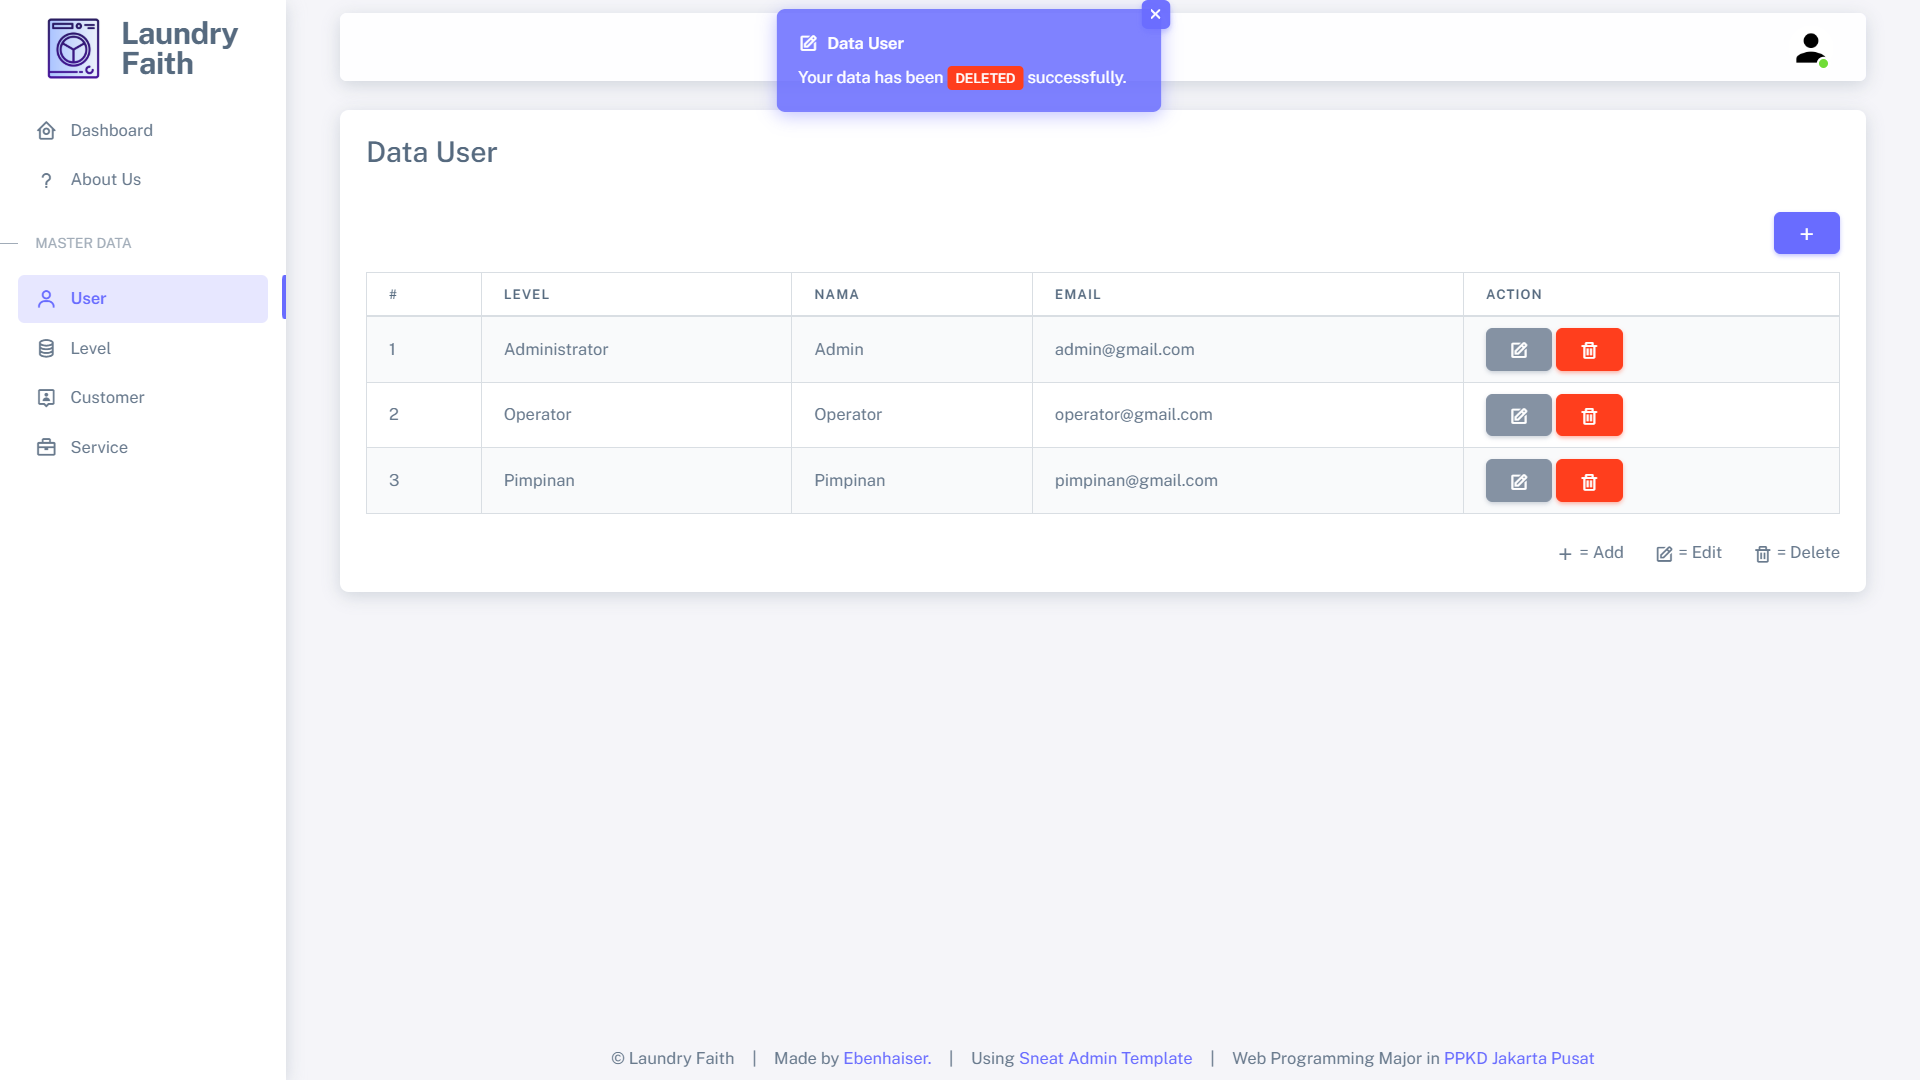 Laundry
Faith
Dashboard
About Us
MASTER DATA
User
Level
Customer
Service
Data User
Your data has been DELETED successfully.
Data User
+
# LEVEL NAMA EMAIL ACTION
1 Administrator Admin admin@gmail.com
2 Operator Operator operator@gmail.com
3 Pimpinan Pimpinan pimpinan@gmail.com
+ = Add = Edit = Delete
© Laundry Faith | Made by Ebenhaiser. | Using Sneat Admin Template | Web Programming Major in PPKD Jakarta Pusat